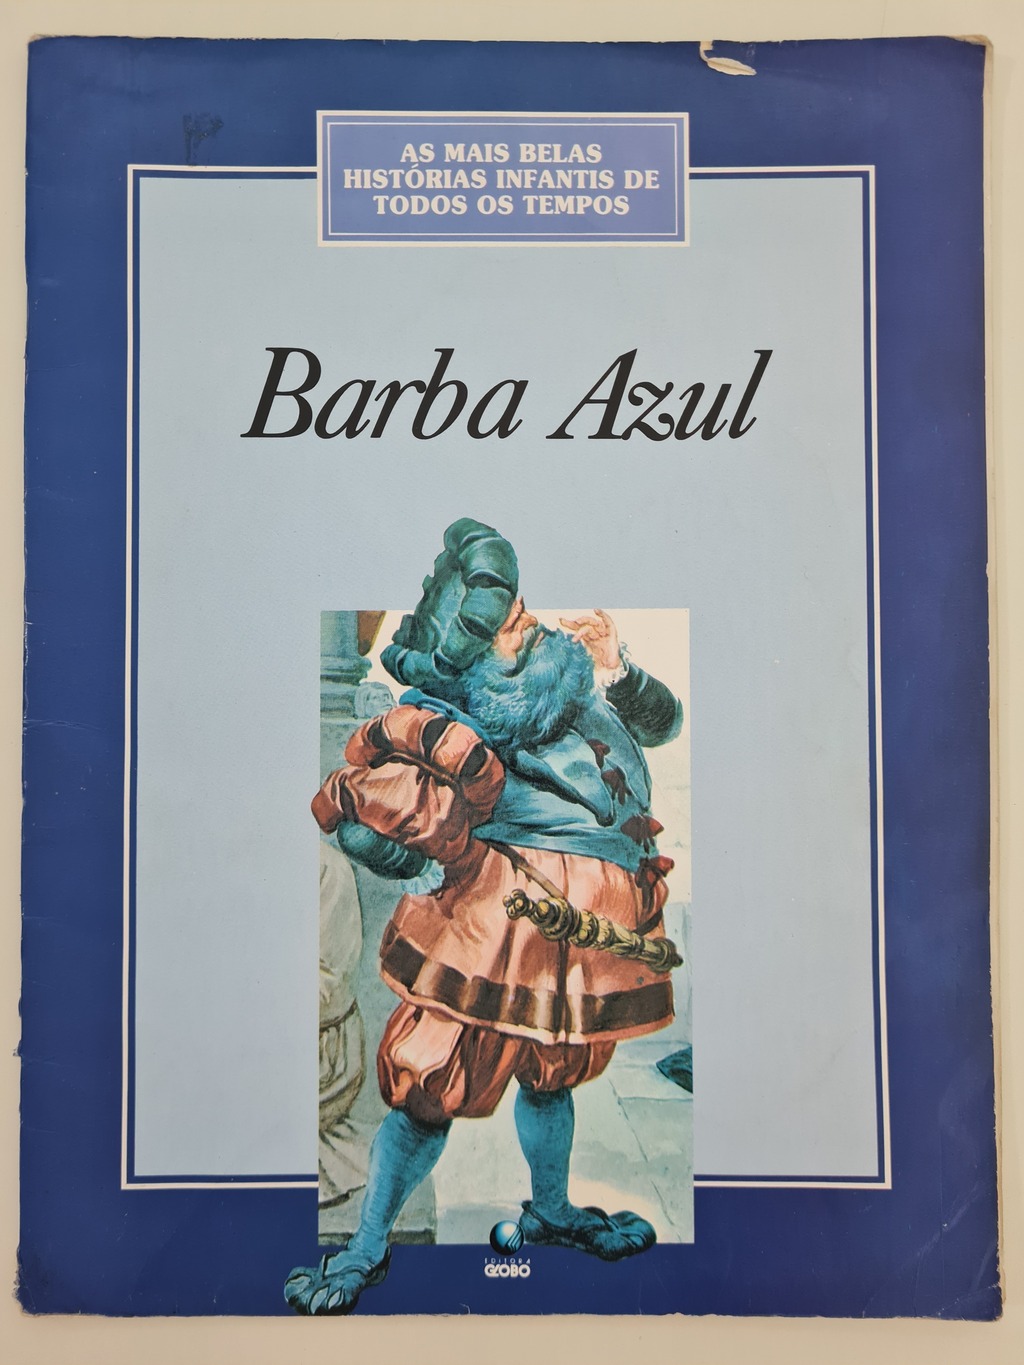 AS MAIS BELAS
HISTÓRIAS INFANTIS DE
TODOS OS TEMPOS
Barba Azul
EDITORA
GLOBO